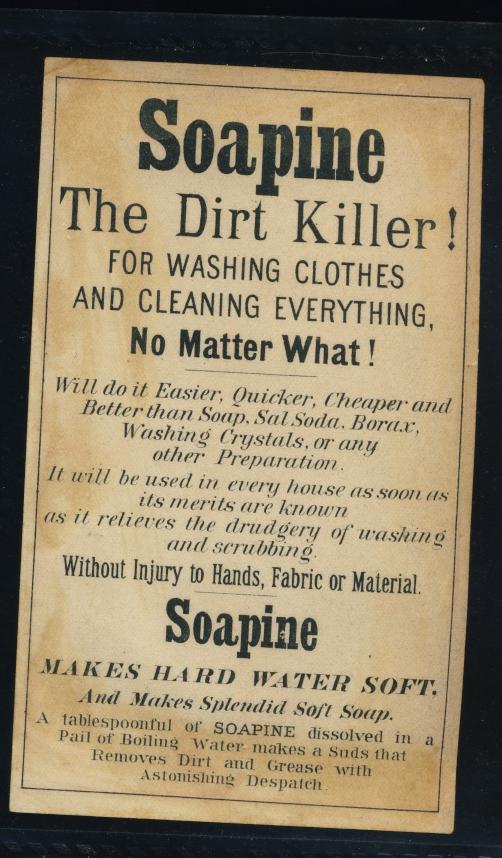 Soapine
The Dirt Killer!
FOR WASHING CLOTHES
AND CLEANING EVERYTHING,
No Matter What!
Will do it Easier, Quicker, Cheaper and
Better than Soap, Sal Soda, Borax,
Washing Crystals, or any
other Preparation.
It will be used in every house as soon as
its merits are known
as it relieves the drudgery of washing
and scrubbing.
Without Injury to Hands, Fabric or Material.
Soapine
MAKES HARD WATER SOFT,
And Makes Splendid Soft Soap.
A tablespoonful of SOAPINE dissolved in a
Pail of Boiling Water makes a Suds that
Removes Dirt and Grease with
Astonishing Despatch.